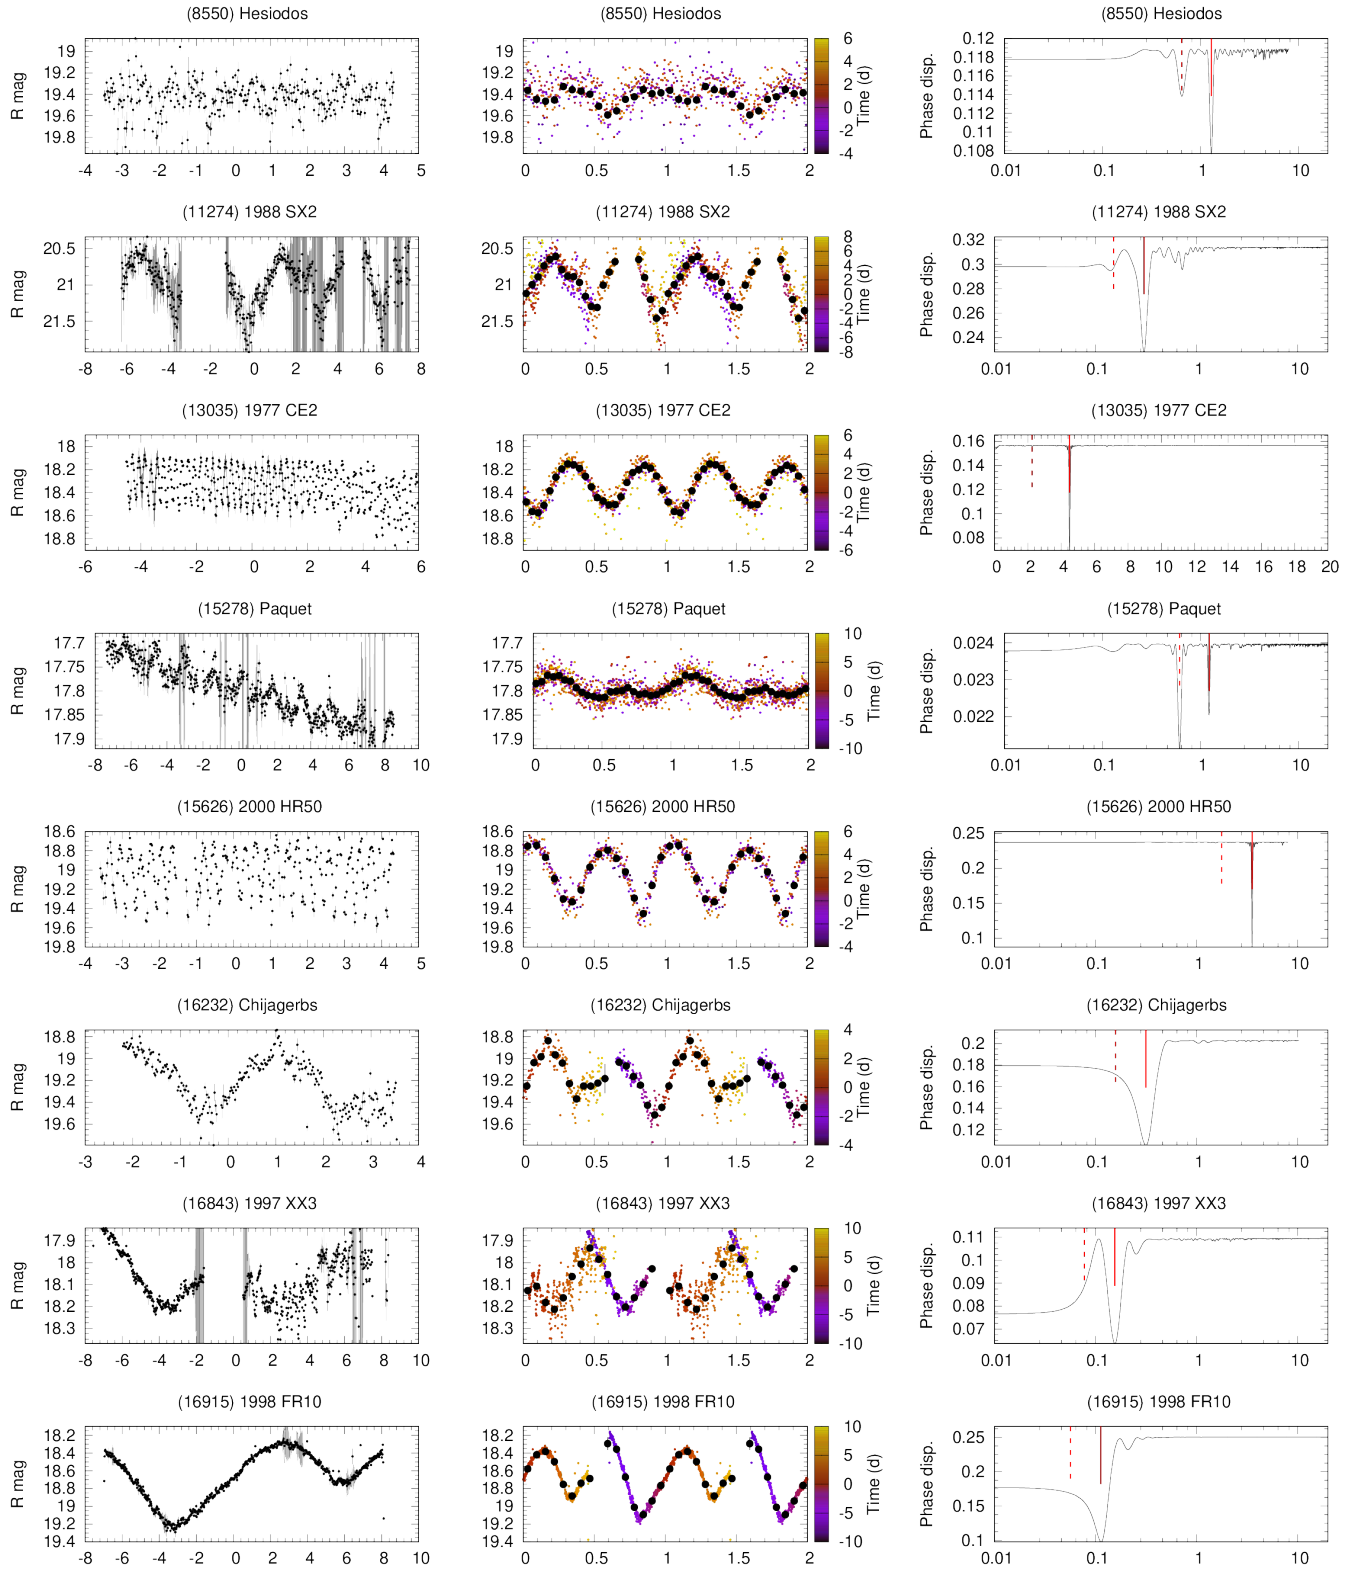 (8550) Hesiodos (8550) Hesiodos (8550) Hesiodos
R mag 19 19.2 19.4 19.6 19.8 -4 -3 -2 -1 0 1 2 3 4 5
0 0.5 1 1.5 2 Time (d) 6 4 2 0 -2 -4
Phase disp. 0.12 0.118 0.116 0.114 0.112 0.11 0.108 0.1 1 10
(11274) 1988 SX2 (11274) 1988 SX2 (11274) 1988 SX2
R mag 20.5 21 21.5 -8 -6 -4 -2 0 2 4 6 8
20.5 21 21.5 0 0.5 1 1.5 2 Time (d) 8 6 4 2 0 -2 -4 -6 -8
Phase disp. 0.32 0.3 0.28 0.26 0.24 0.01 0.1 1 10
(13035) 1977 CE2 (13035) 1977 CE2 (13035) 1977 CE2
R mag 18 18.2 18.4 18.6 18.8 -6 -4 -2 0 2 4 6
18 18.2 18.4 18.6 18.8 0 0.5 1 1.5 2 Time (d) 6 4 2 0 -2 -4 -6
Phase disp. 0.16 0.14 0.12 0.1 0.08 0 2 4 6 8 10 12 14 16 18 20
(15278) Paquet (15278) Paquet (15278) Paquet
R mag 17.7 17.75 17.8 17.85 17.9 -8 -6 -4 -2 0 2 4 6 8 10
17.7 17.75 17.8 17.85 17.9 0 0.5 1 1.5 2 Time (d) 10 5 0 -5 -10
Phase disp. 0.024 0.023 0.022 0.01 0.1 1 10
(15626) 2000 HR50 (15626) 2000 HR50 (15626) 2000 HR50
R mag 18.6 18.8 19 19.2 19.4 19.6 19.8 -4 -3 -2 -1 0 1 2 3 4 5
18.6 18.8 19 19.2 19.4 19.6 19.8 0 0.5 1 1.5 2 Time (d) 6 4 2 0 -2 -4
Phase disp. 0.25 0.2 0.15 0.1 0.01 0.1 1 10
(16232) Chijagerbs (16232) Chijagerbs (16232) Chijagerbs
R mag 18.8 19 19.2 19.4 19.6 -3 -2 -1 0 1 2 3 4
18.8 19 19.2 19.4 19.6 0 0.5 1 1.5 2 Time (d) 4 2 0 -2 -4
Phase disp. 0.2 0.18 0.16 0.14 0.12 0.01 0.1 1 10
(16843) 1997 XX3 (16843) 1997 XX3 (16843) 1997 XX3
R mag 17.9 18 18.1 18.2 18.3 -8 -6 -4 -2 0 2 4 6 8 10
17.9 18 18.1 18.2 18.3 0 0.5 1 1.5 2 Time (d) 10 5 0 -5 -10
Phase disp. 0.11 0.1 0.09 0.08 0.07 0.01 0.1 1 10
(16915) 1998 FR10 (16915) 1998 FR10 (16915) 1998 FR10
R mag 18.2 18.4 18.6 18.8 19 19.2 19.4 -8 -6 -4 -2 0 2 4 6 8 10
18.2 18.4 18.6 18.8 19 19.2 19.4 0 0.5 1 1.5 2 Time (d) 10 5 0 -5 -10
Phase disp. 0.25 0.2 0.15 0.1 0.01 0.1 1 10